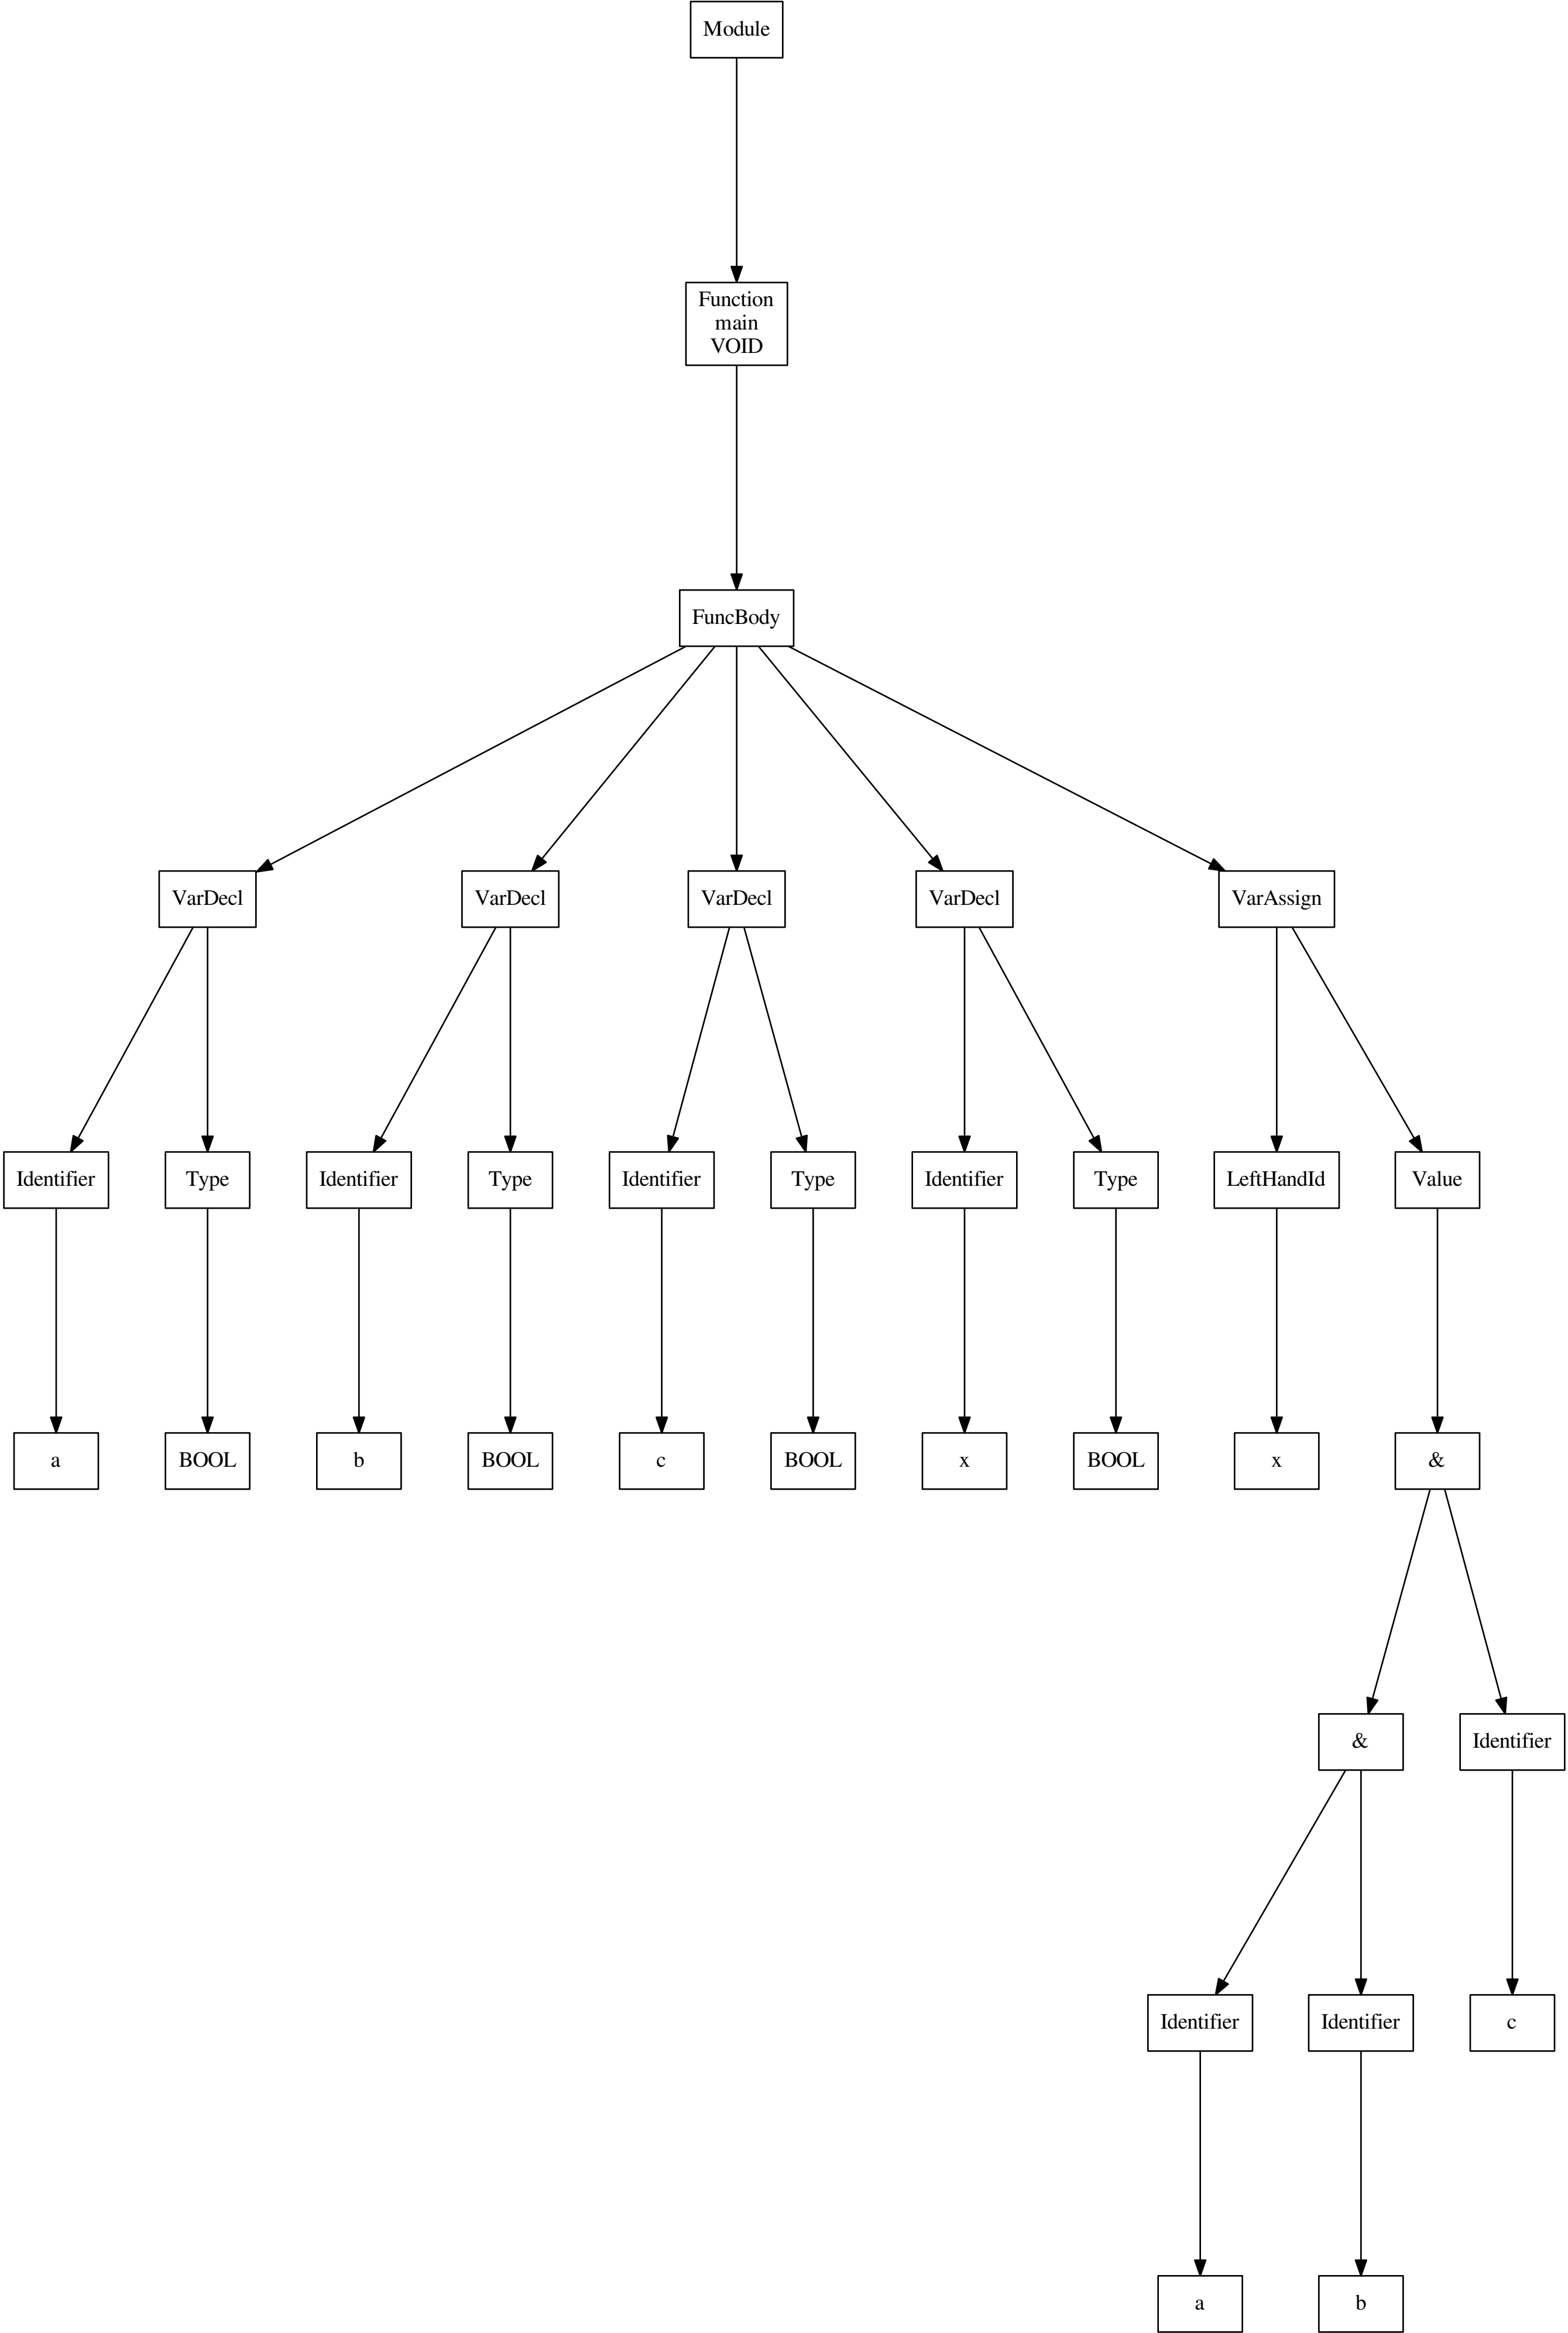 Module
Function
main
VOID
FuncBody
VarDecl
VarDecl
VarDecl
VarDecl
VarAssign
Identifier
Type
Identifier
Type
Identifier
Type
Identifier
Type
LeftHandId
Value
a
BOOL
b
BOOL
c
BOOL
x
BOOL
x
&
&
Identifier
Identifier
Identifier
c
a
b